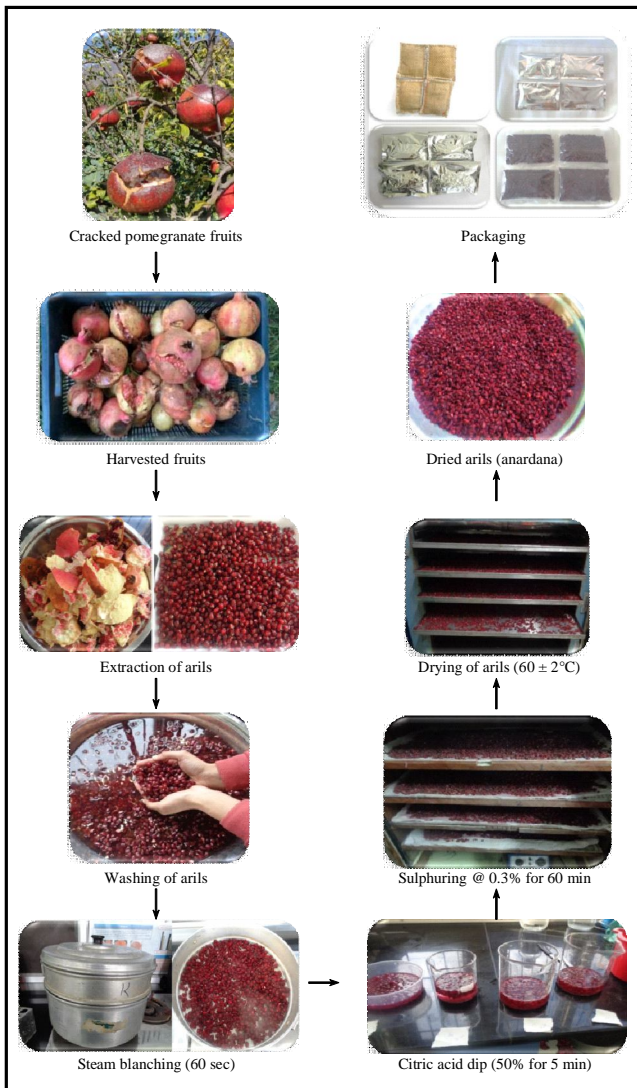 Cracked pomegranate fruits
Harvested fruits
Extraction of arils
Washing of arils
Steam blanching (60 sec)
Citric acid dip (50% for 5 min)
Sulphuring @ 0.3% for 60 min
Drying of arils (60 ± 2°C)
Dried arils (anardana)
Packaging